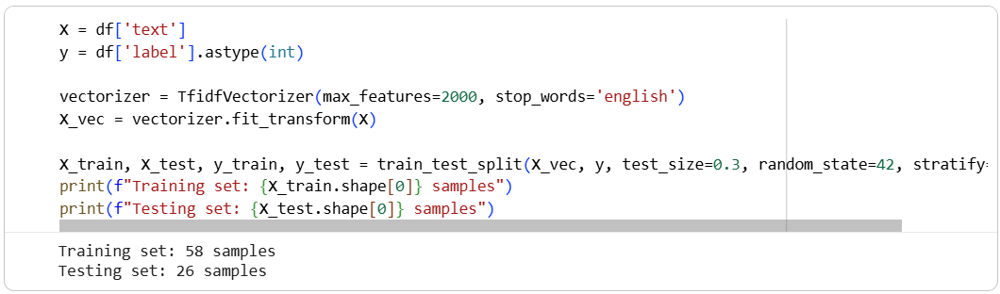 X = df['text']
y = df['label'].astype(int)
vectorizer = TfidfVectorizer(max_features=2000, stop_words='english')
X_vec = vectorizer.fit_transform(X)
X_train, X_test, y_train, y_test = train_test_split(X_vec, y, test_size=0.3, random_state=42, stratify=
print(f"Training set: {X_train.shape[0]} samples")
print(f"Testing set: {X_test.shape[0]} samples")
Training set: 58 samples
Testing set: 26 samples